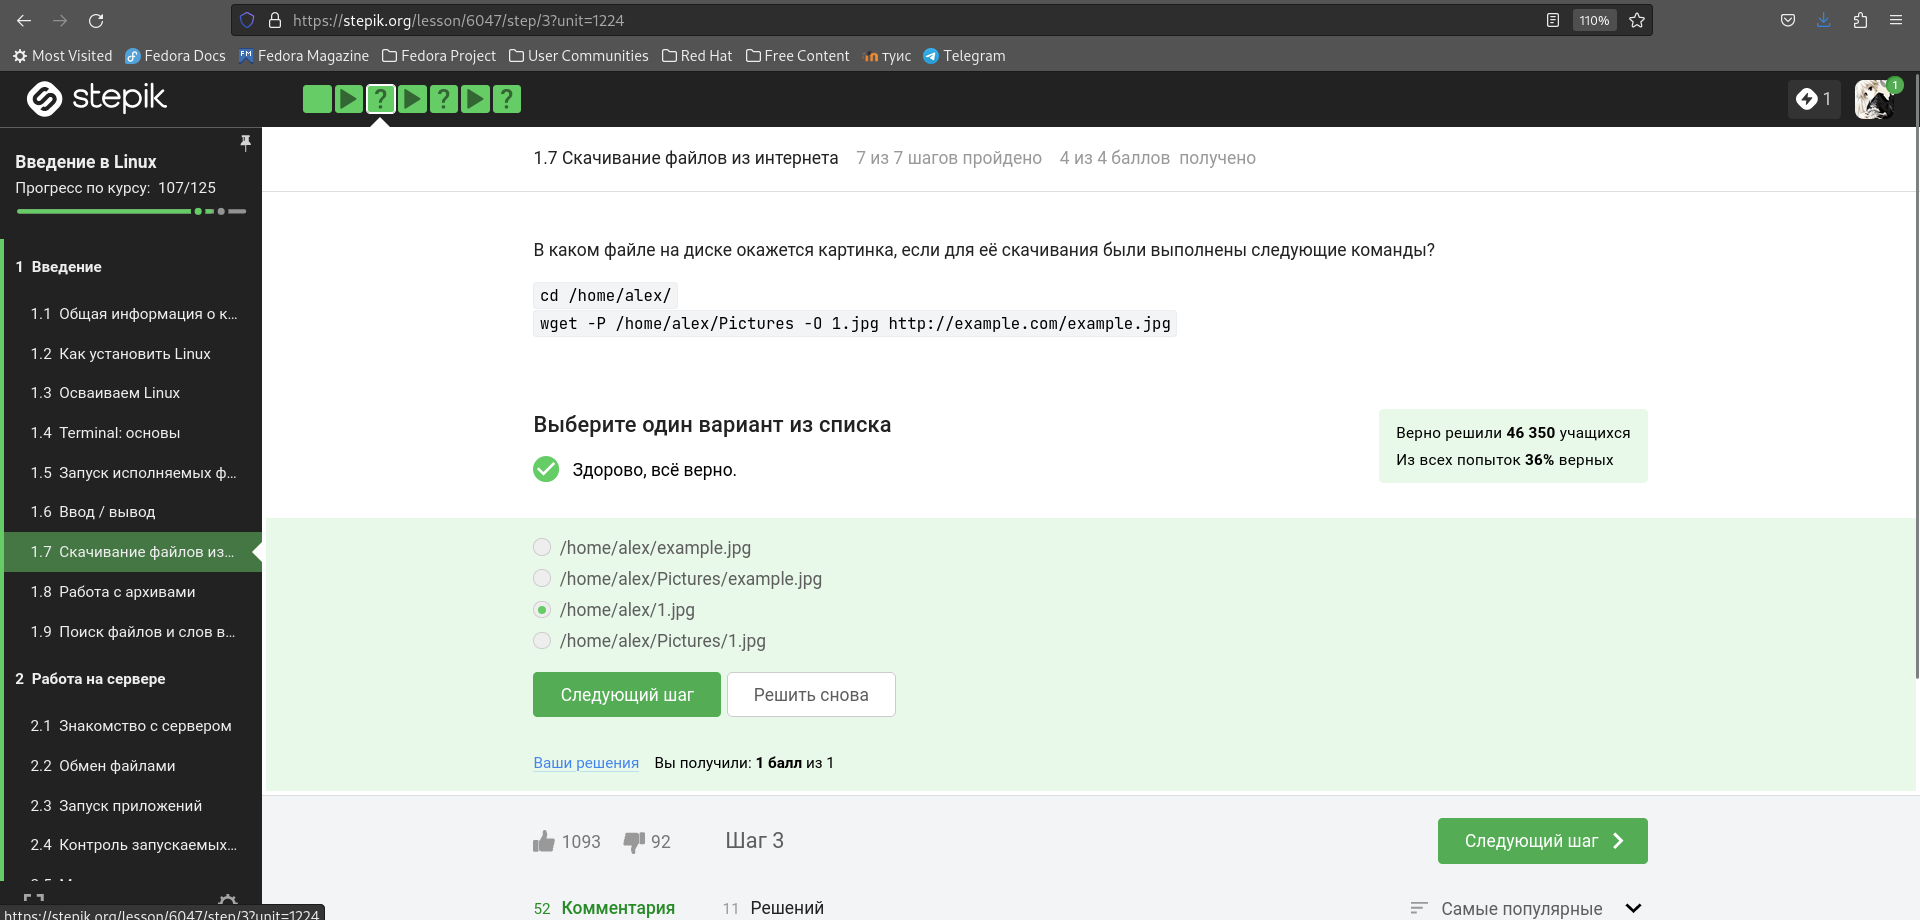 https://stepik.org/lesson/6047/step/3?unit=1224
110%
Most Visited
Fedora Docs
Fedora Magazine
Fedora Project
User Communities
Red Hat
Free Content
туис
Telegram
stepik
? ? ?
1
1
Введение в Linux
Прогресс по курсу: 107/125
1 Введение
1.1 Общая информация о к...
1.2 Как установить Linux
1.3 Осваиваем Linux
1.4 Terminal: основы
1.5 Запуск исполняемых ф...
1.6 Ввод / вывод
1.7 Скачивание файлов из...
1.8 Работа с архивами
1.9 Поиск файлов и слов в...
2 Работа на сервере
2.1 Знакомство с сервером
2.2 Обмен файлами
2.3 Запуск приложений
2.4 Контроль запускаемых...
https://stepik.org/lesson/6047/step/3?unit=1224
1.7 Скачивание файлов из интернета 7 из 7 шагов пройдено 4 из 4 баллов получено
В каком файле на диске окажется картинка, если для её скачивания были выполнены следующие команды?
cd /home/alex/
wget -P /home/alex/Pictures -O 1.jpg http://example.com/example.jpg
Выберите один вариант из списка
Здорово, всё верно.
Верно решили 46 350 учащихся
Из всех попыток 36% верных
/home/alex/example.jpg
/home/alex/Pictures/example.jpg
/home/alex/1.jpg
/home/alex/Pictures/1.jpg
Следующий шаг
Решить снова
Ваши решения Вы получили: 1 балл из 1
1093 92 Шаг 3
Следующий шаг
52 Комментария 11 Решений
Самые популярные